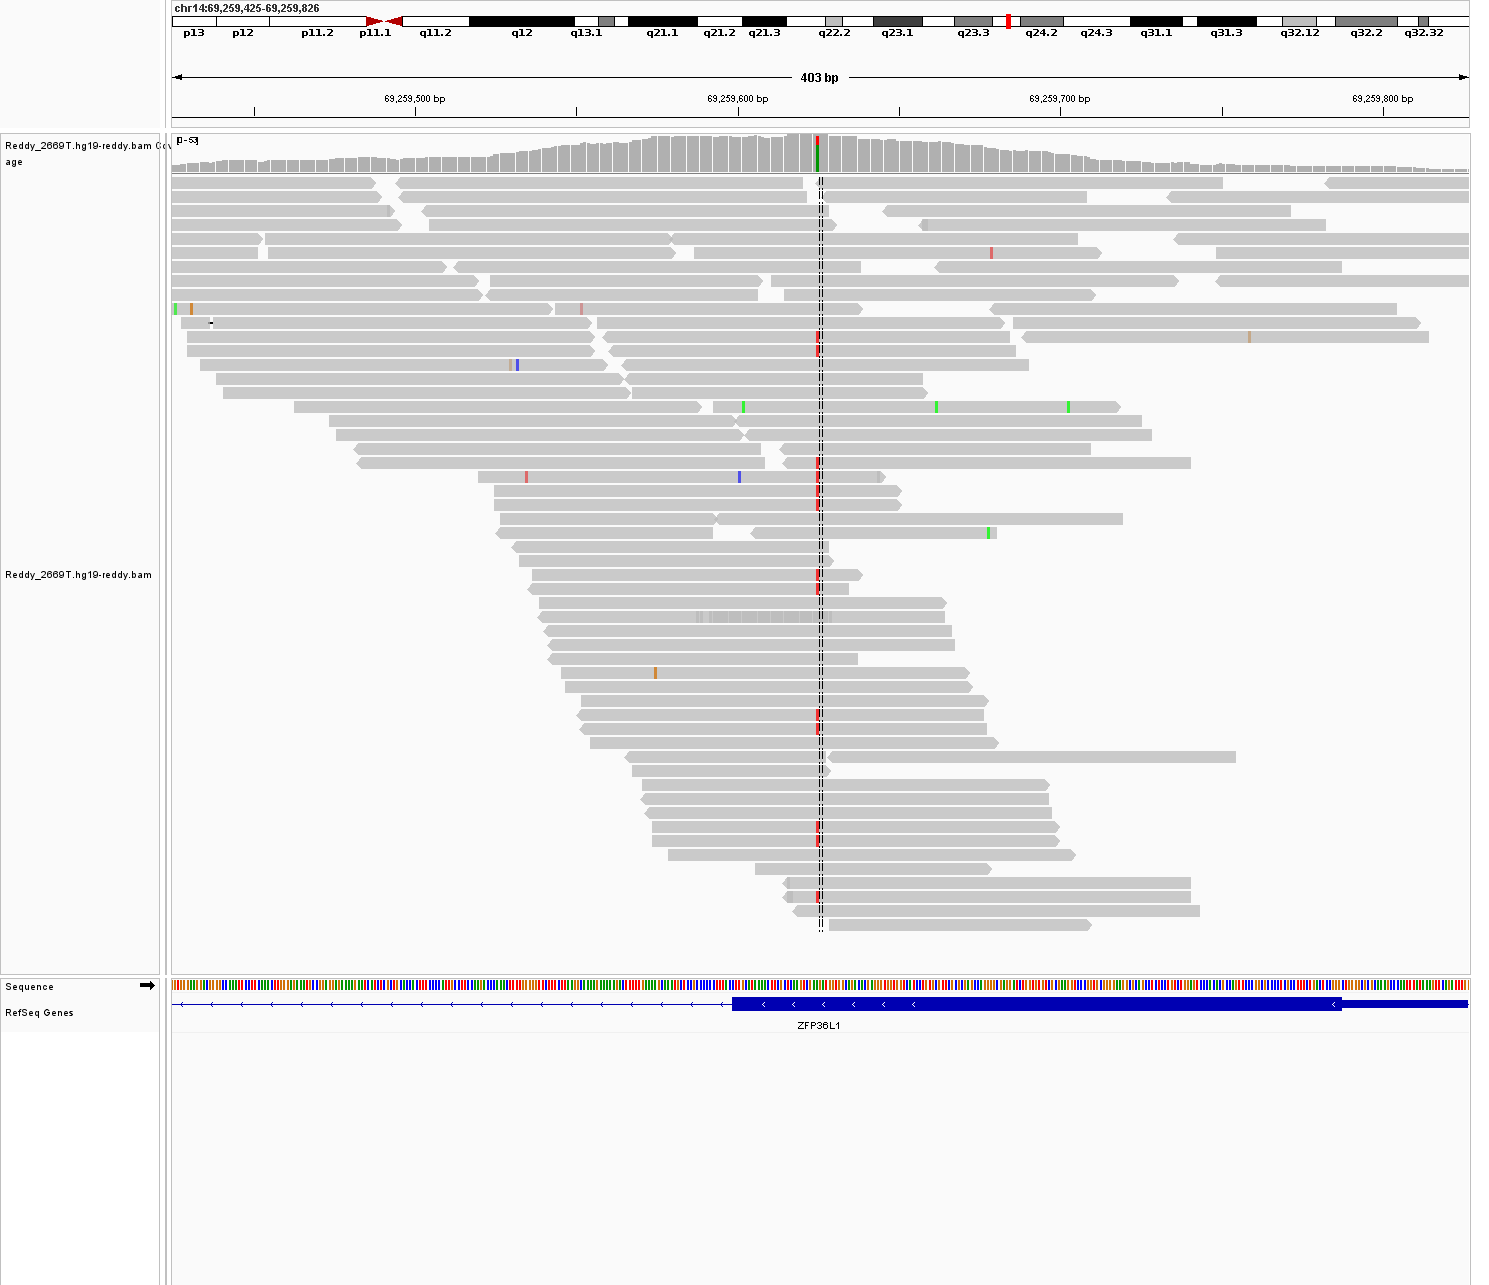 chr14:69,259,425-69,259,826
p13 p12 p11.2 p11.1 q11.2 q12 q13.1 q21.1 q21.2 q21.3 q22.2 q23.1 q23.3 q24.2 q24.3 q31.1 q31.3 q32.12 q32.2 q32.32
403 bp
69,259,500 bp 69,259,600 bp 69,259,700 bp 69,259,800 bp
[0-53]
Reddy_2669T.hg19-reddy.bam Cov
age
Reddy_2669T.hg19-reddy.bam
Sequence
RefSeq Genes
ZFP36L1